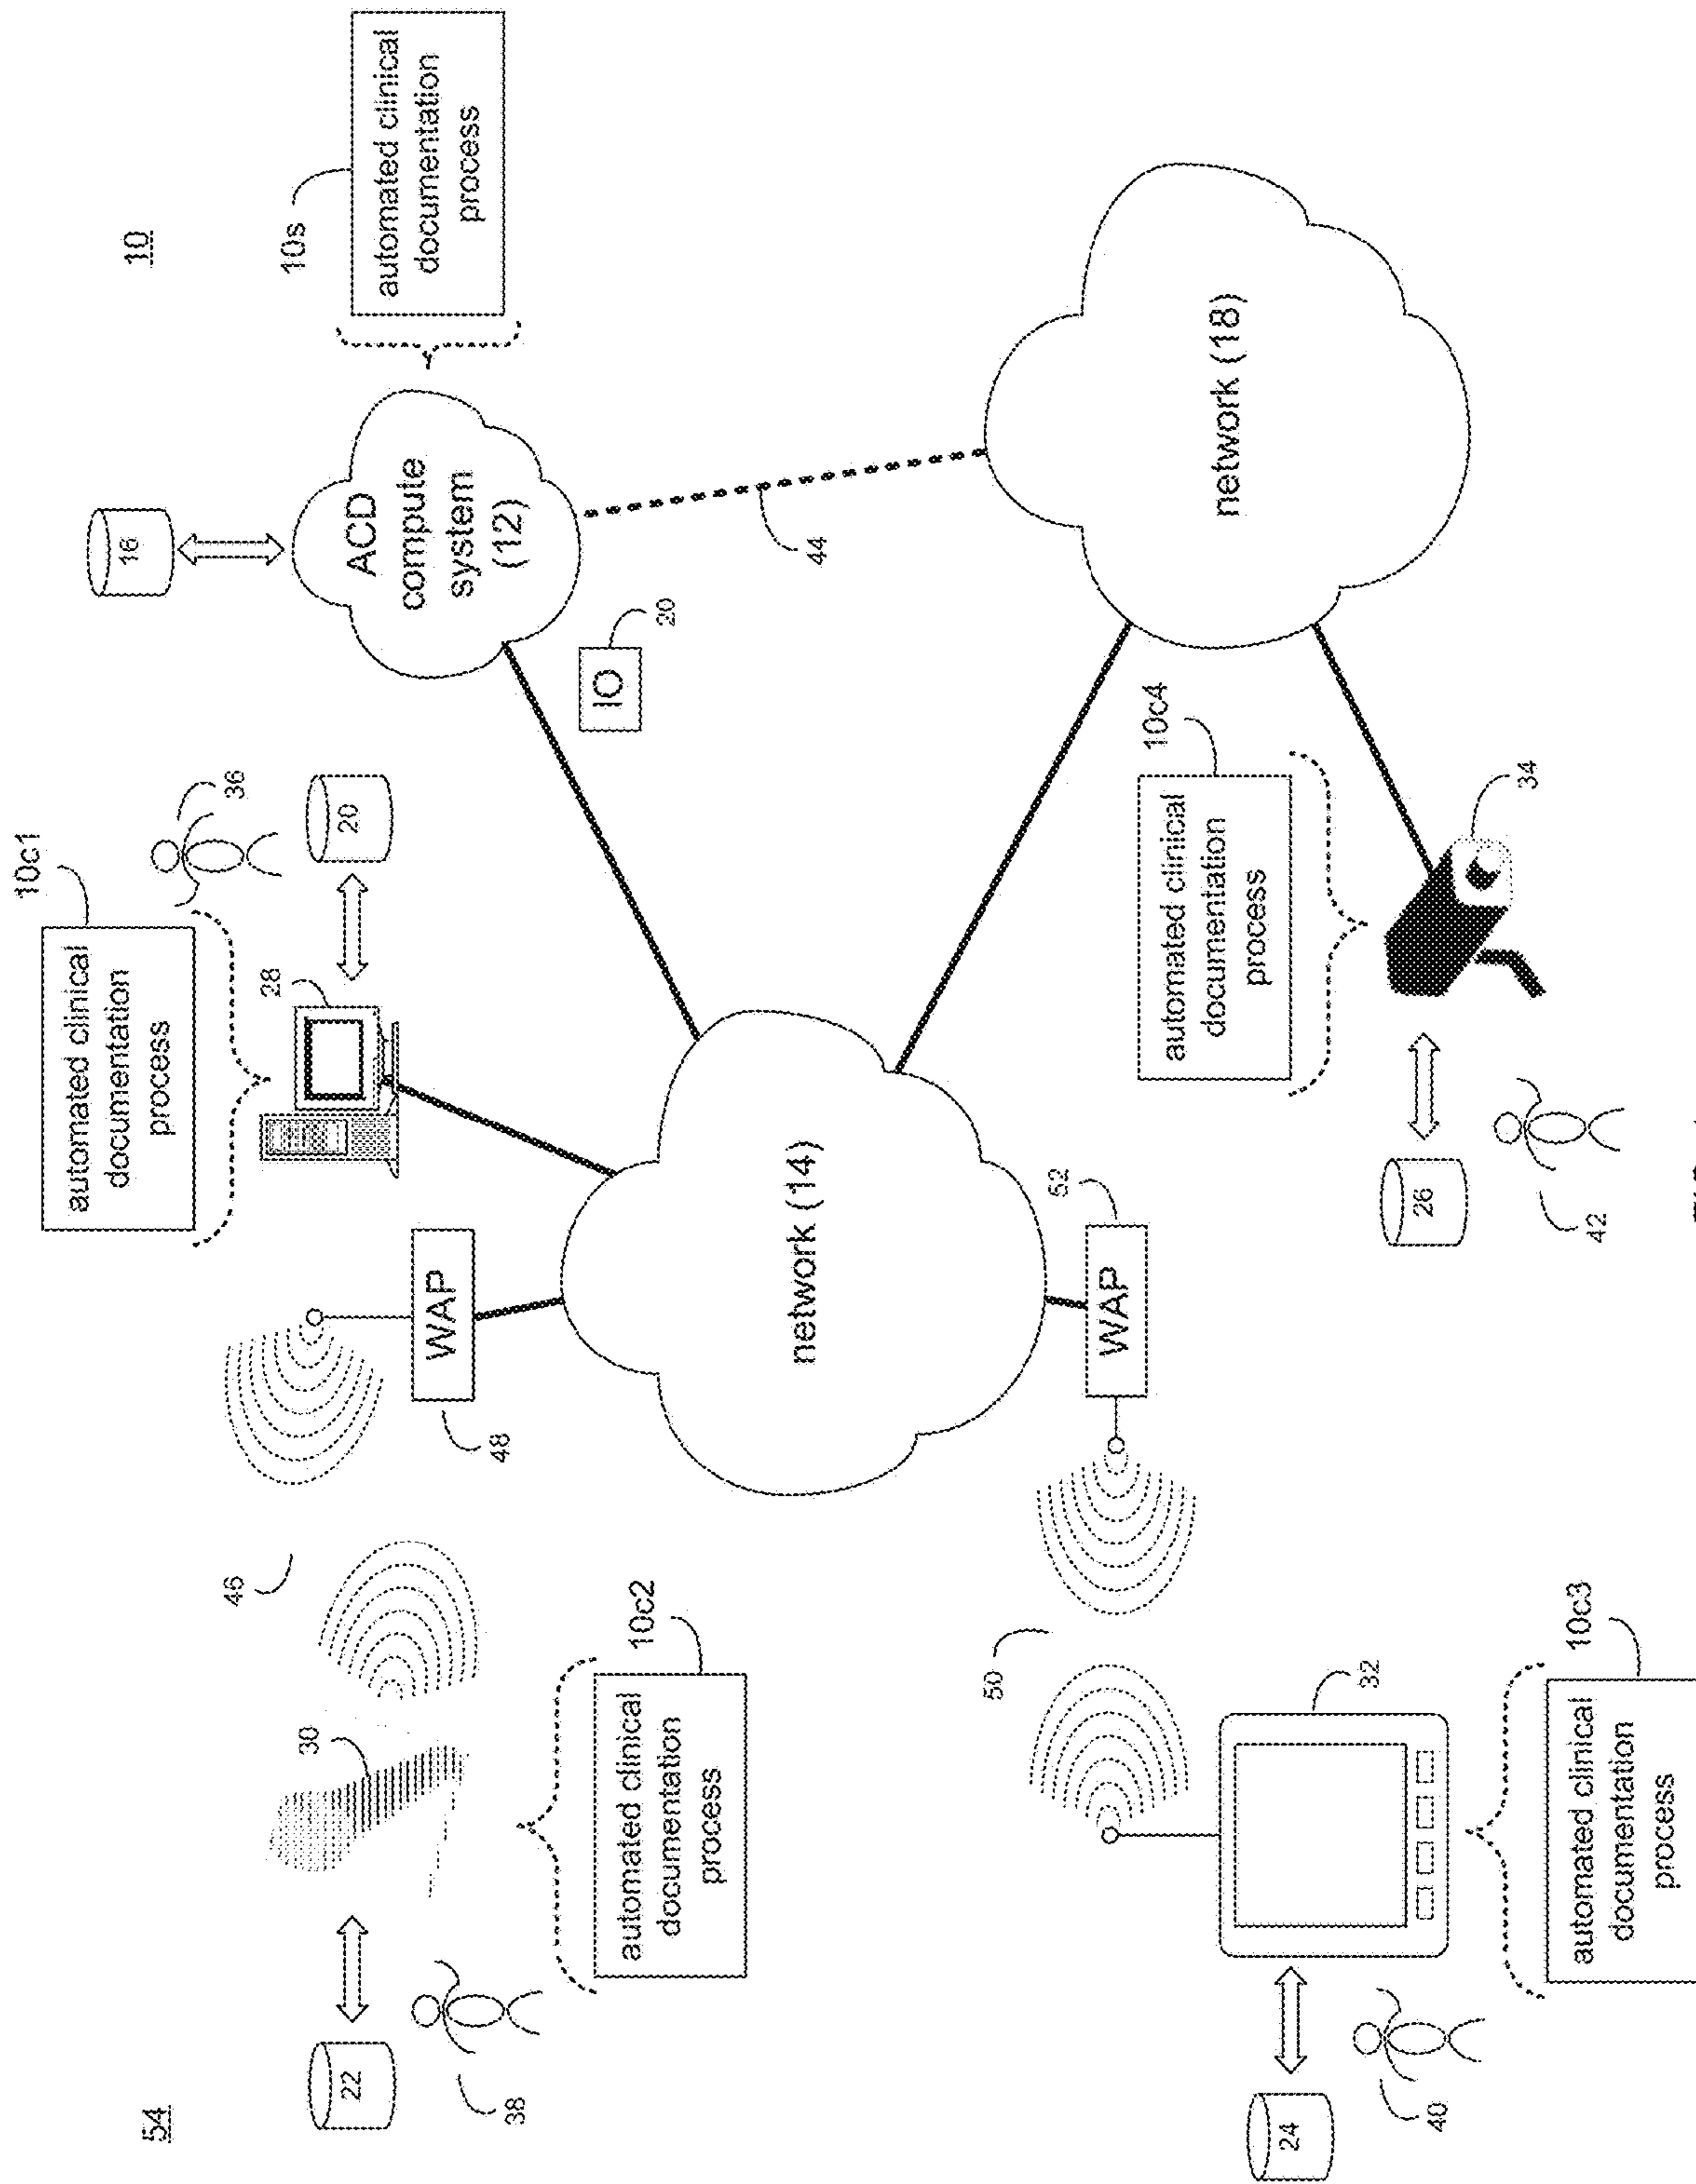 10c1
automated clinical
documentation
process
54
16
10
36
46
28
10s
30
22
20
ACD
compute
system
(12)
automated clinical
documentation
process
WAP
48
38
10c2
automated clinical
documentation
process
IO
20
network (14)
44
50
52
WAP
10c4
automated clinical
documentation
process
network (18)
24
32
40
26
34
10c3
automated clinical
documentation
process
42